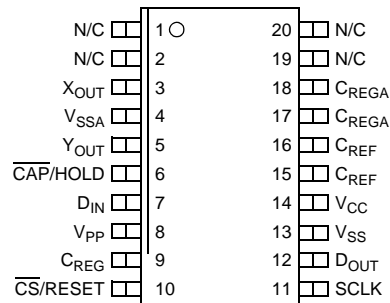 N/C 1 20 N/C
N/C 2 19 N/C
XOUT 3 18 CREGA
VSSA 4 17 CREGA
YOUT 5 16 CREF
CAP/HOLD 6 15 CREF
DIN 7 14 VCC
VPP 8 13 VSS
CREG 9 12 DOUT
CS/RESET 10 11 SCLK